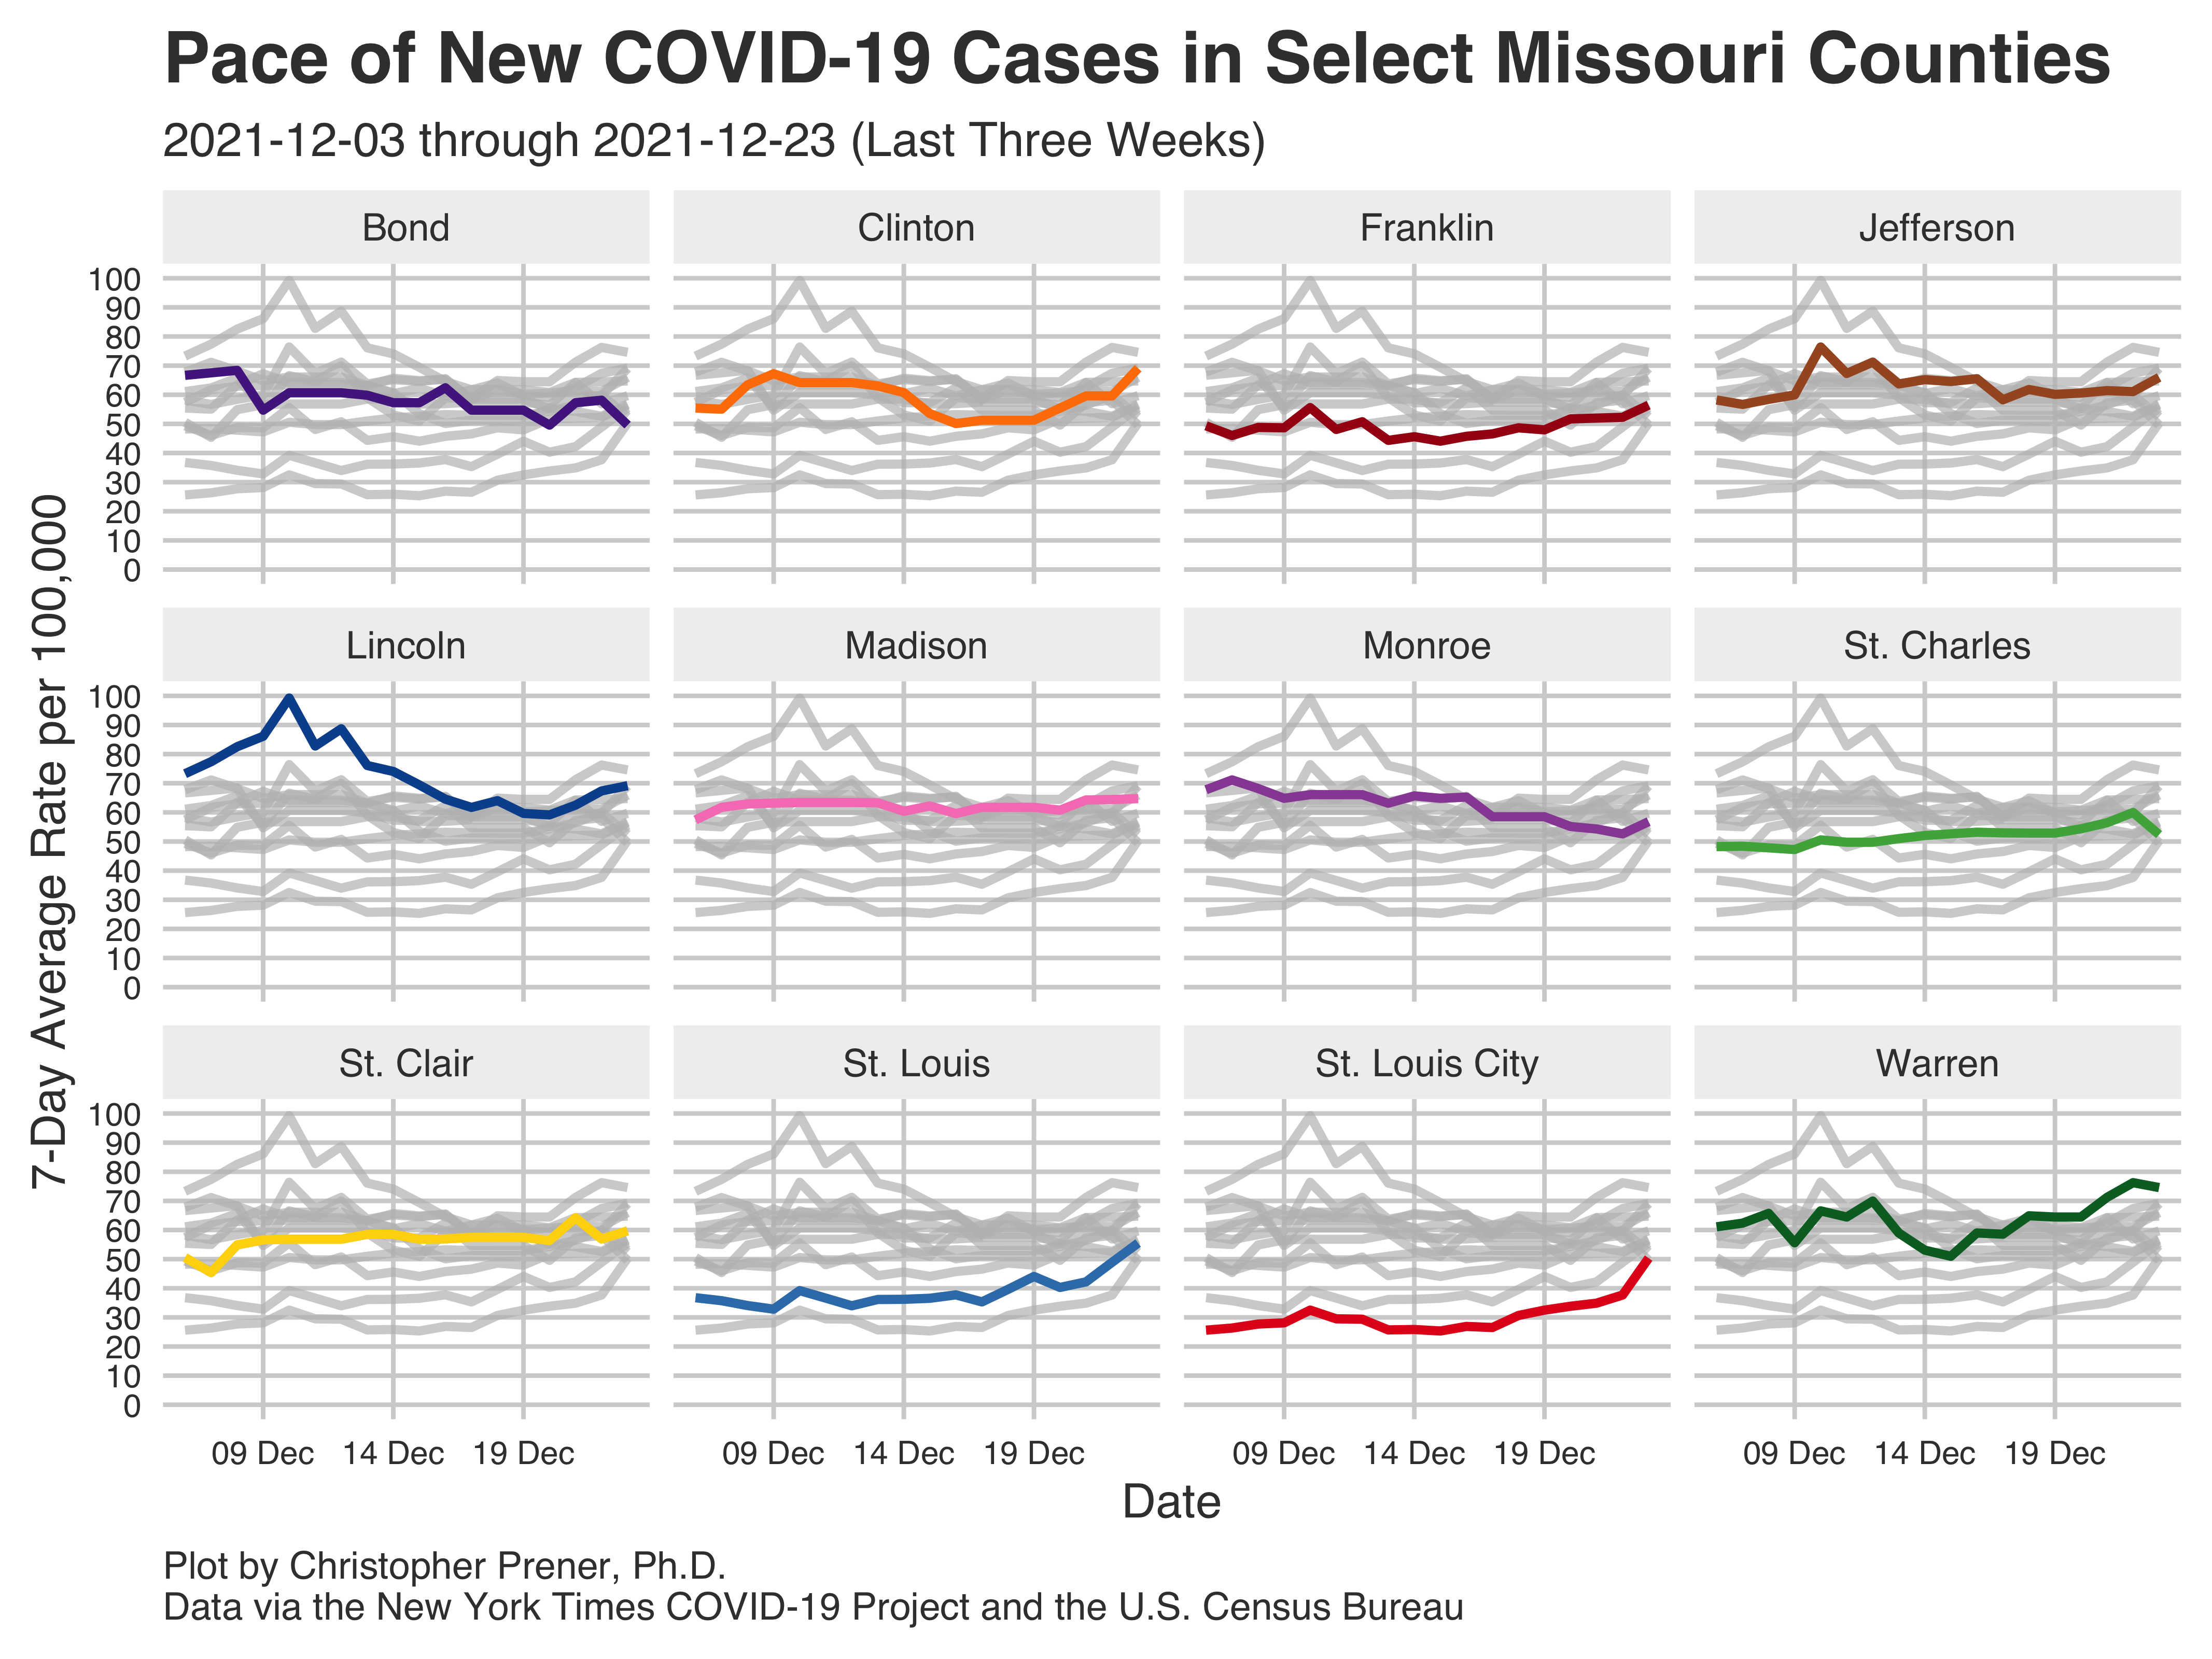 Pace of New COVID-19 Cases in Select Missouri Counties
2021-12-03 through 2021-12-23 (Last Three Weeks)
7-Day Average Rate per 100,000
Bond
Clinton
Franklin
Jefferson
100
90
80
70
60
50
40
30
20
10
0
Lincoln
Madison
Monroe
St. Charles
100
90
80
70
60
50
40
30
20
10
0
St. Clair
St. Louis
St. Louis City
Warren
100
90
80
70
60
50
40
30
20
10
0
09 Dec 14 Dec 19 Dec
09 Dec 14 Dec 19 Dec
09 Dec 14 Dec 19 Dec
09 Dec 14 Dec 19 Dec
Date
Plot by Christopher Prener, Ph.D.
Data via the New York Times COVID-19 Project and the U.S. Census Bureau